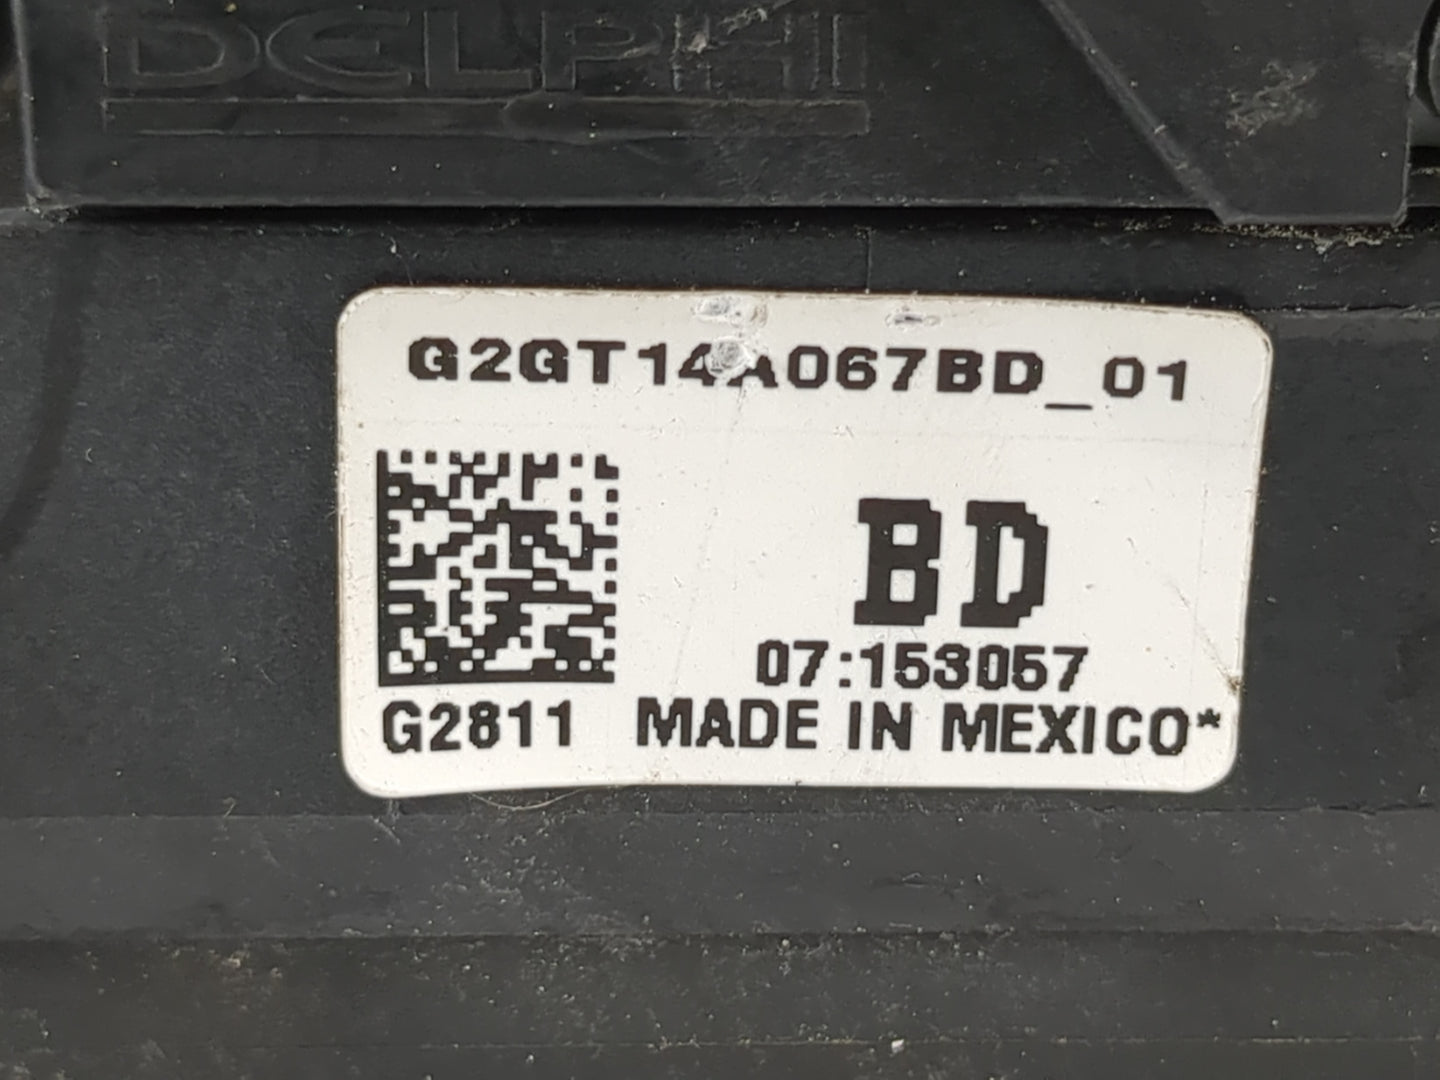 DELPHI
G2GT14A067BD_01
BD
07:153057
G2811 MADE IN MEXICO*